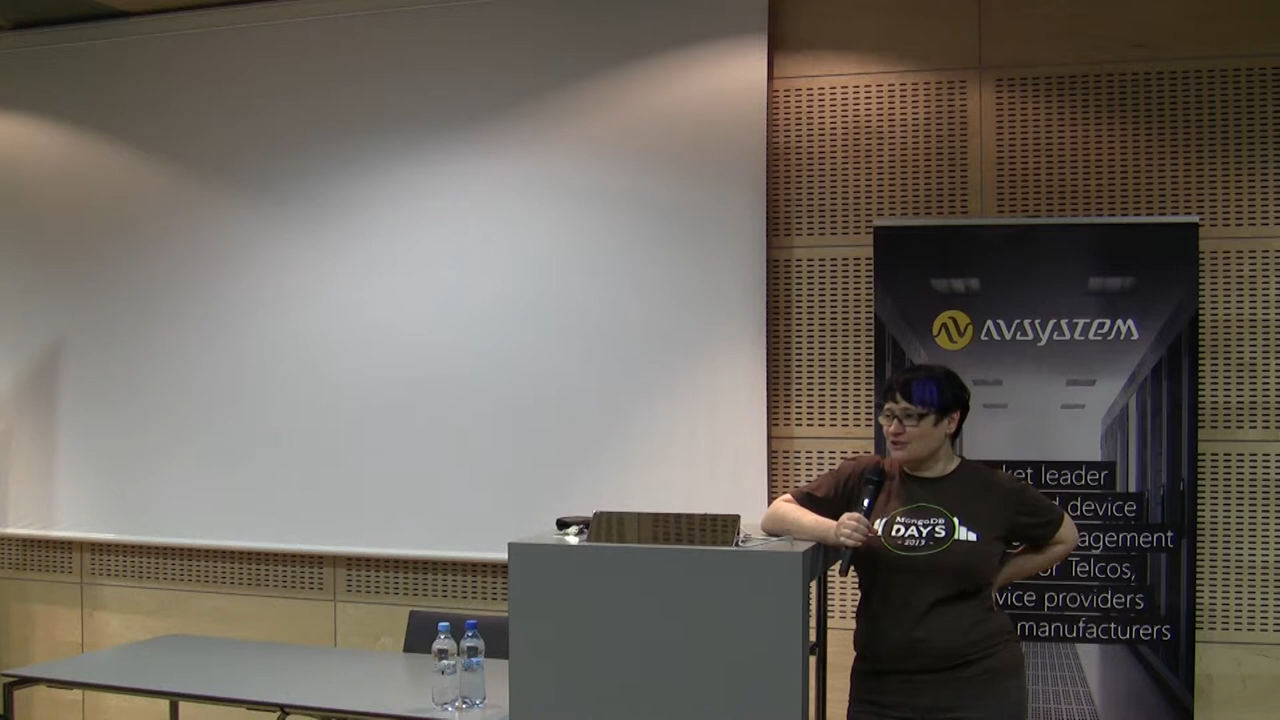 AVSYSTEM
ket leader
d device
agement
or Telcos,
vice providers
manufacturers
MongoDB
DAYS
- 2013 -